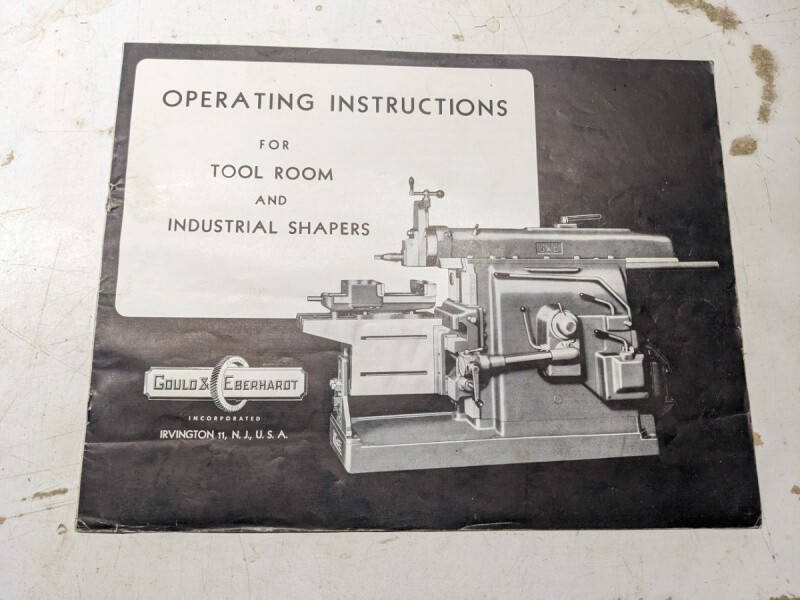 OPERATING INSTRUCTIONS
FOR
TOOL ROOM
AND
INDUSTRIAL SHAPERS
G&E
GOULD & EBERHARDT
INCORPORATED
IRVINGTON 11, N. J., U. S. A.